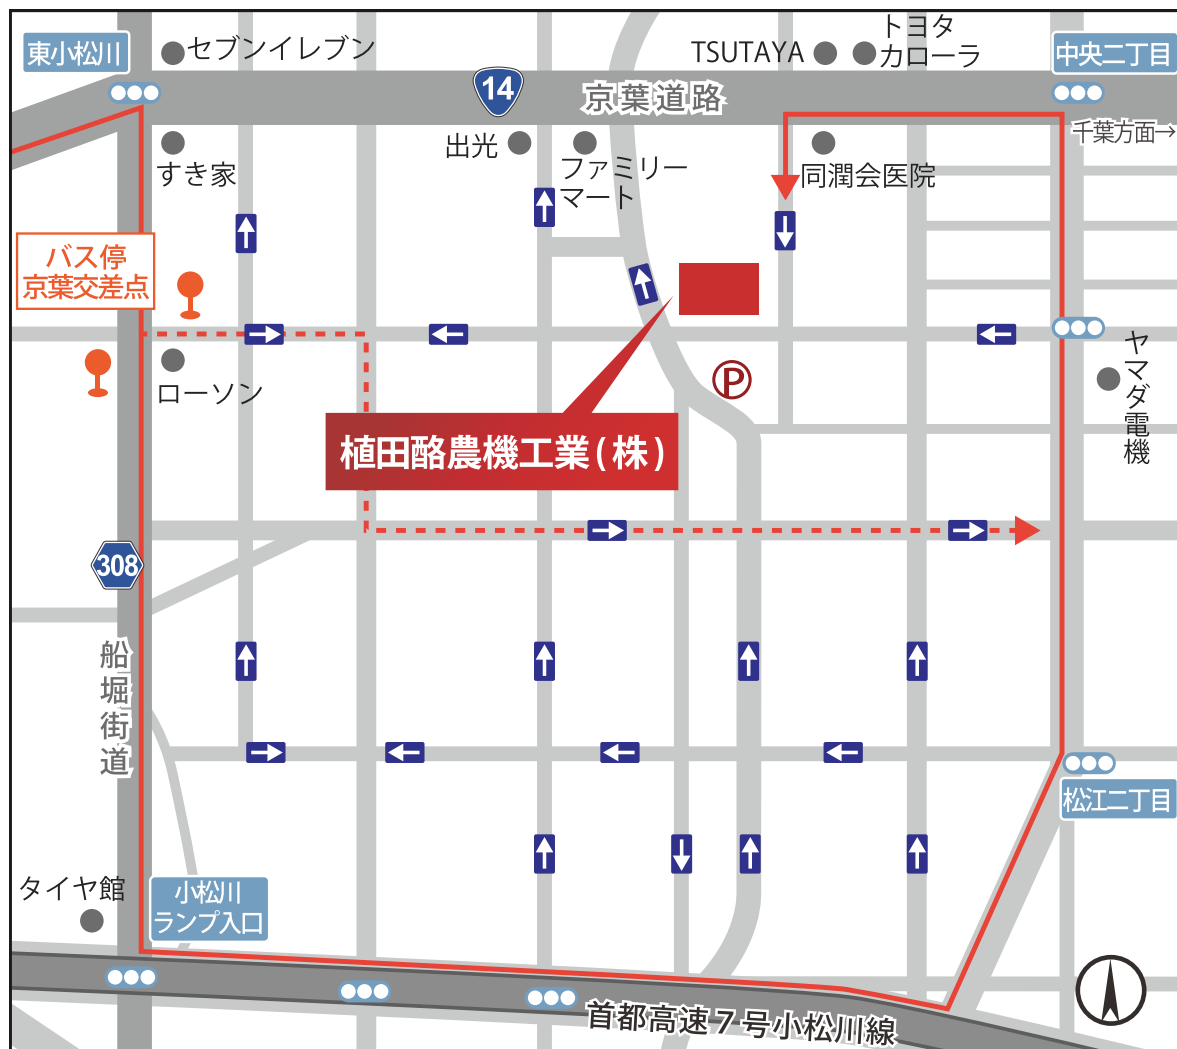 東小松川
セブンイレブン
14
京葉道路
TSUTAYA
トヨタ
カローラ
中央二丁目
千葉方面→
すき家
出光
ファミリー
マート
同潤会医院
バス停
京葉交差点
ローソン
P
ヤマダ電機
植田酪農機工業(株)
308
船堀街道
松江二丁目
タイヤ館
小松川
ランプ入口
首都高速7号小松川線